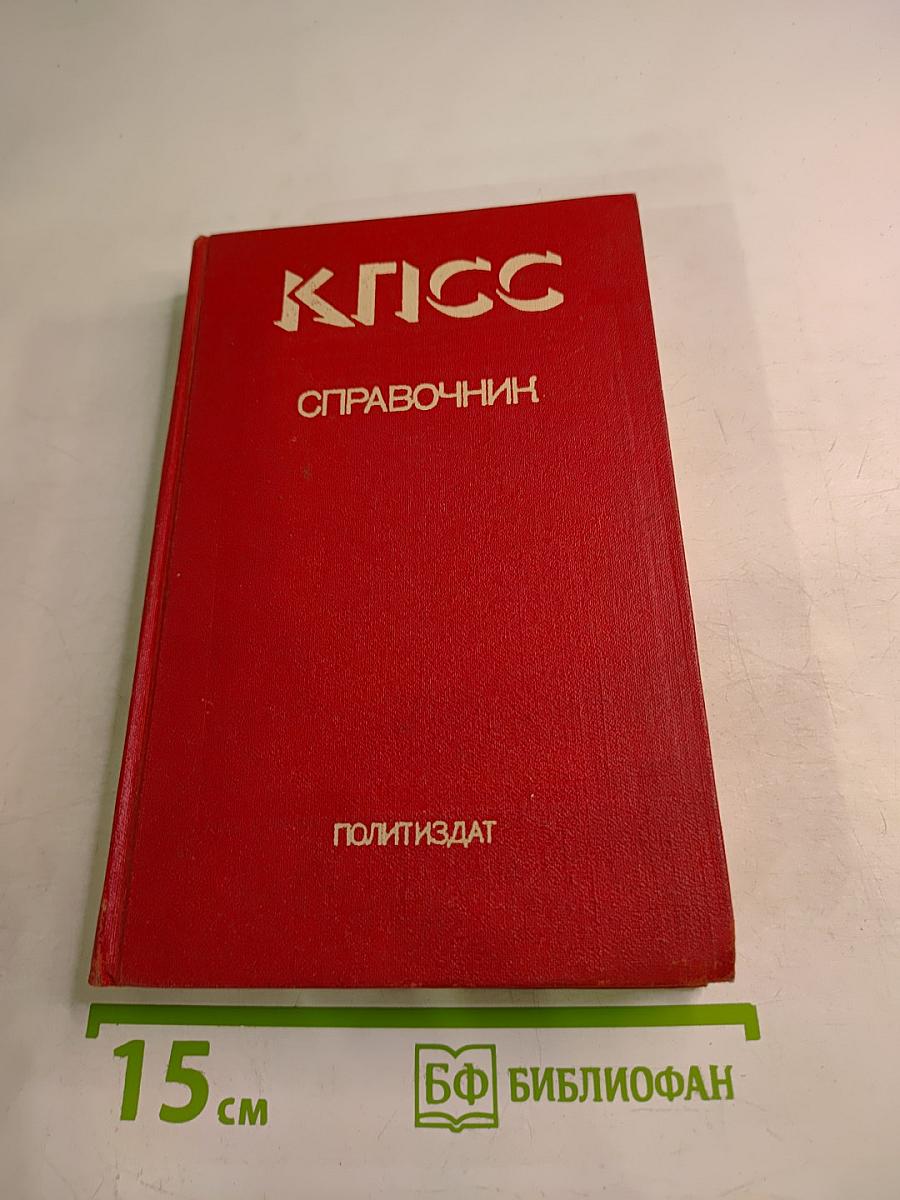 КПСС
СПРАВОЧНИК
ПОЛИТИЗДАТ
15 см
БФ БИБЛИОФАН